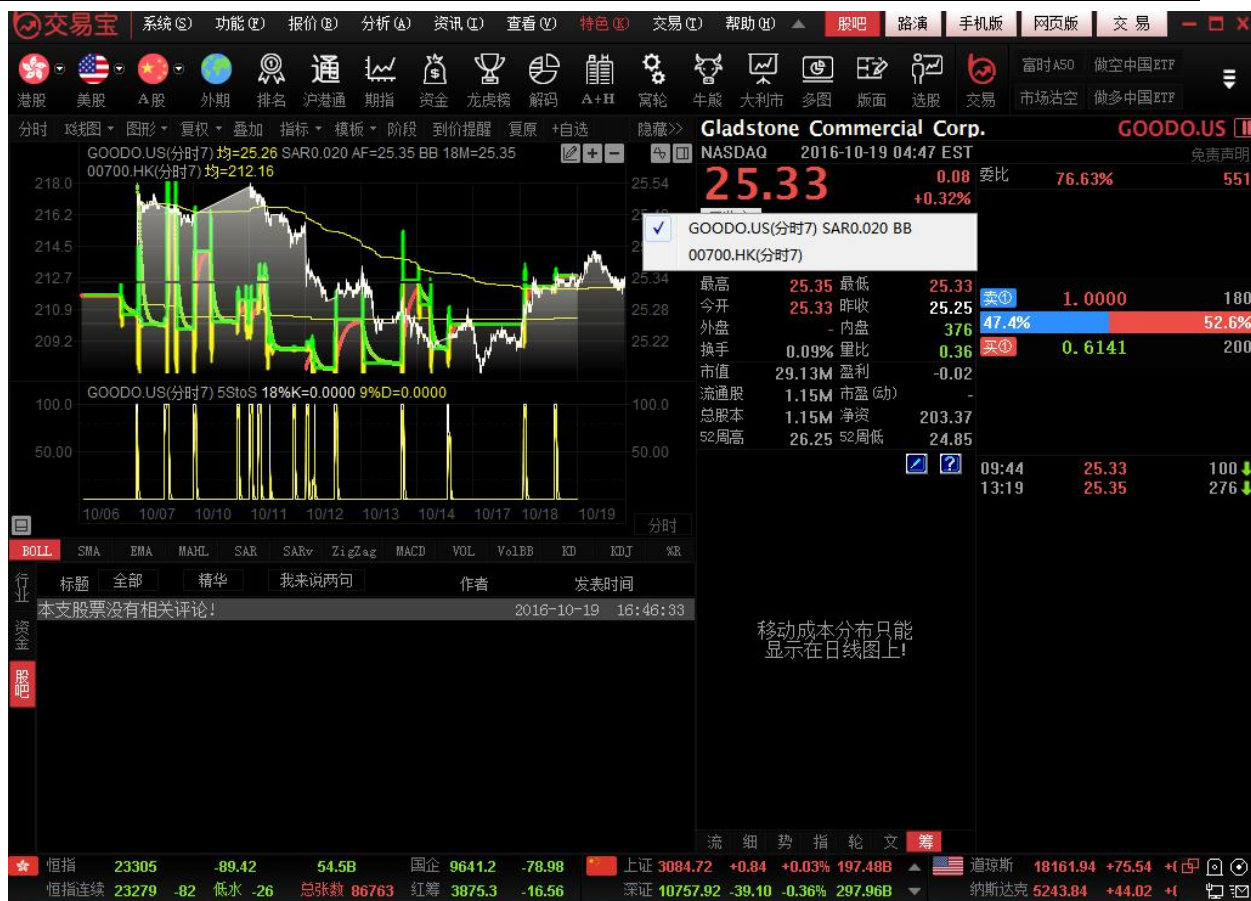 交易宝 系统(S) 功能(F) 报价(B) 分析(A) 资讯(I) 查看(V) 特色(K) 交易(T) 帮助(H) 股吧 路演 手机版 网页版 交 易
港股 美股 A股 外期 排名 沪港通 期指 资金 龙虎榜 解码 A+H 窝轮 牛熊 大利市 多图 版面 选股 交易
通
富时A50 做空中国ETF
市场沽空 做多中国ETF
分时 K线图 图形 复权 叠加 指标 模板 阶段 到价提醒 复原 +自选 隐藏>>
GOODO.US(分时7) 均=25.26 SAR0.020 AF=25.35 BB 18M=25.35
00700.HK(分时7) 均=212.16
218.0 25.54
216.2
214.5
212.7 25.34
210.9 25.28
209.2 25.22
GOODO.US(分时7) 5StoS 18%K=0.0000 9%D=0.0000
100.0 100.0
50.00 50.00
10/06 10/07 10/10 10/11 10/12 10/13 10/14 10/17 10/18 10/19 分时
BOLL SMA EMA MAHL SAR SARv ZigZag MACD VOL VolBB KD KDJ %R
行业
资金
股吧
标题 全部 精华 我来说两句 作者 发表时间
本支股票没有相关评论! 2016-10-19 16:46:33
Gladstone Commercial Corp. GOODO.US
NASDAQ 2016-10-19 04:47 EST 免责声明
25.33 0.08
+0.32%
委比 76.63% 551
✓ GOODO.US(分时7) SAR0.020 BB
00700.HK(分时7)
最高 25.35 最低 25.33
今开 25.33 昨收 25.25
外盘 - 内盘 376
换手 0.09% 量比 0.36
市值 29.13M 盈利 -0.02
流通股 1.15M 市盈(动) -
总股本 1.15M 净资 203.37
52周高 26.25 52周低 24.85
卖① 1.0000 180
47.4% 52.6%
买① 0.6141 200
09:44 25.33 100
13:19 25.35 276
移动成本分布只能
显示在日线图上!
流 细 势 指 轮 文 筹
恒指 23305 -89.42 54.5B 国企 9641.2 -78.98 上证 3084.72 +0.84 +0.03% 197.48B 道琼斯 18161.94 +75.54
恒指连续 23279 -82 低水 -26 总张数 86763 红筹 3875.3 -16.56 深证 10757.92 -39.10 -0.36% 297.96B 纳斯达克 5243.84 +44.02